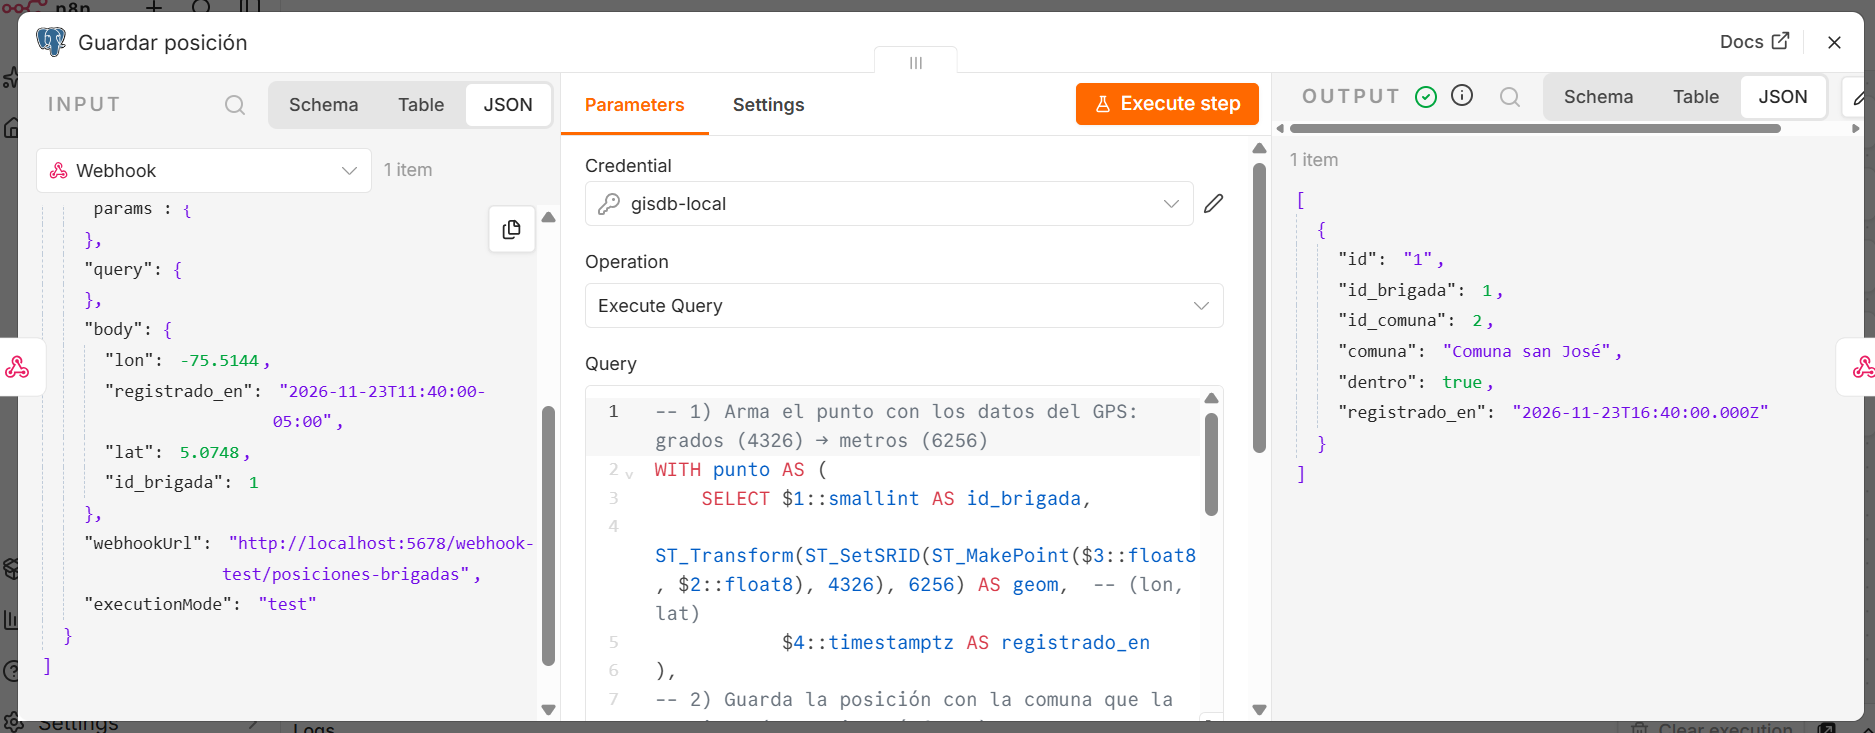 n8n
Guardar posición
Docs
INPUT
Schema
Table
JSON
Webhook
1 item
params : {
},
"query": {
},
"body": {
"lon": -75.5144,
"registrado_en": "2026-11-23T11:40:00-
05:00",
"lat": 5.0748,
"id_brigada": 1
},
"webhookUrl": "http://localhost:5678/webhook-
test/posiciones-brigadas",
"executionMode": "test"
}
]
Parameters
Settings
Execute step
Credential
gisdb-local
Operation
Execute Query
Query
1 -- 1) Arma el punto con los datos del GPS:
grados (4326) → metros (6256)
2 WITH punto AS (
3 SELECT $1::smallint AS id_brigada,
4
ST_Transform(ST_SetSRID(ST_MakePoint($3::float8
, $2::float8), 4326), 6256) AS geom, -- (lon,
lat)
5 $4::timestamptz AS registrado_en
6 ),
7 -- 2) Guarda la posición con la comuna que la
OUTPUT
Schema
Table
JSON
1 item
[
{
"id": "1",
"id_brigada": 1,
"id_comuna": 2,
"comuna": "Comuna san José",
"dentro": true,
"registrado_en": "2026-11-23T16:40:00.000Z"
}
]
Settings
Logs
Clear execution